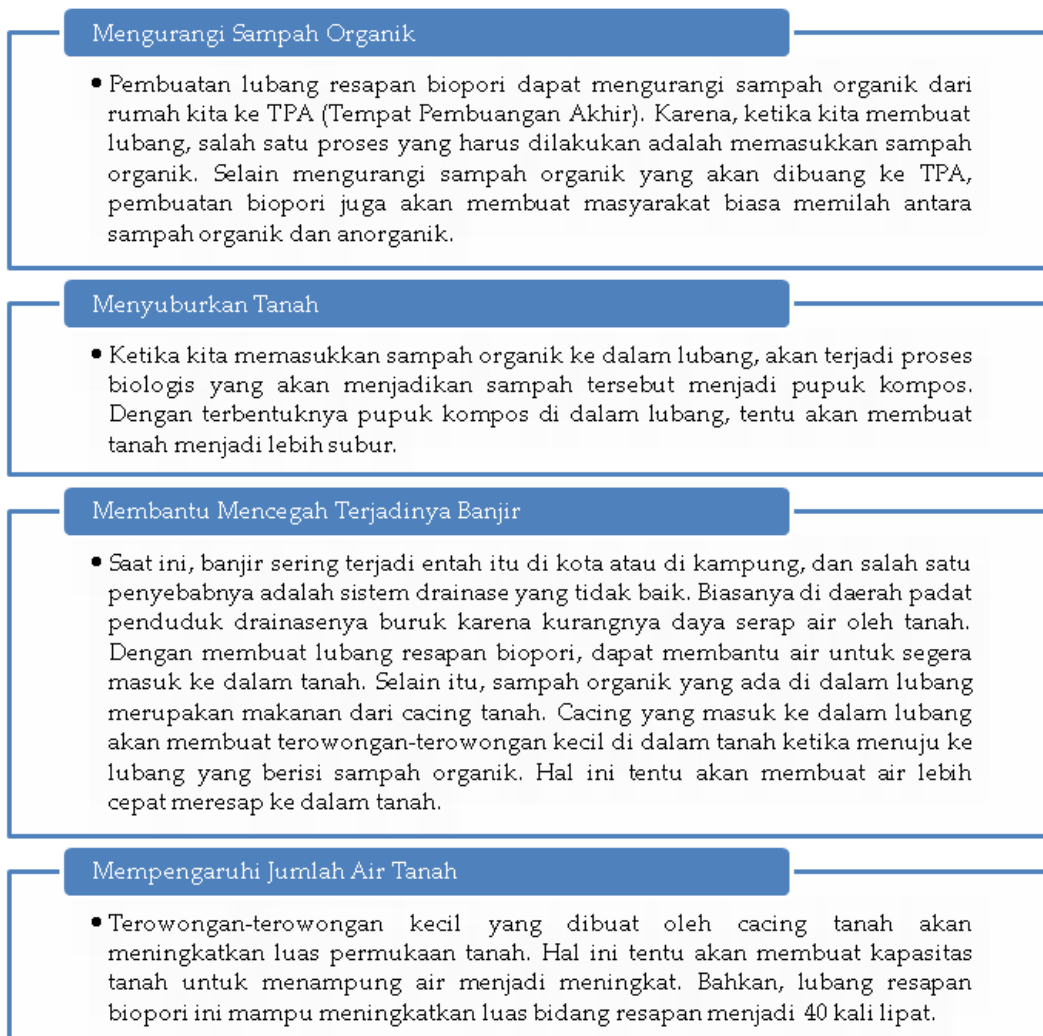 Mengurangi Sampah Organik
• Pembuatan lubang resapan biopori dapat mengurangi sampah organik dari
rumah kita ke TPA (Tempat Pembuangan Akhir). Karena, ketika kita membuat
lubang, salah satu proses yang harus dilakukan adalah memasukkan sampah
organik. Selain mengurangi sampah organik yang akan dibuang ke TPA,
pembuatan biopori juga akan membuat masyarakat biasa memilah antara
sampah organik dan anorganik.
Menyuburkan Tanah
• Ketika kita memasukkan sampah organik ke dalam lubang, akan terjadi proses
biologis yang akan menjadikan sampah tersebut menjadi pupuk kompos.
Dengan terbentuknya pupuk kompos di dalam lubang, tentu akan membuat
tanah menjadi lebih subur.
Membantu Mencegah Terjadinya Banjir
• Saat ini, banjir sering terjadi entah itu di kota atau di kampung, dan salah satu
penyebabnya adalah sistem drainase yang tidak baik. Biasanya di daerah padat
penduduk drainasenya buruk karena kurangnya daya serap air oleh tanah.
Dengan membuat lubang resapan biopori, dapat membantu air untuk segera
masuk ke dalam tanah. Selain itu, sampah organik yang ada di dalam lubang
merupakan makanan dari cacing tanah. Cacing yang masuk ke dalam lubang
akan membuat terowongan-terowongan kecil di dalam tanah ketika menuju ke
lubang yang berisi sampah organik. Hal ini tentu akan membuat air lebih
cepat meresap ke dalam tanah.
Mempengaruhi Jumlah Air Tanah
• Terowongan-terowongan kecil yang dibuat oleh cacing tanah akan
meningkatkan luas permukaan tanah. Hal ini tentu akan membuat kapasitas
tanah untuk menampung air menjadi meningkat. Bahkan, lubang resapan
biopori ini mampu meningkatkan luas bidang resapan menjadi 40 kali lipat.